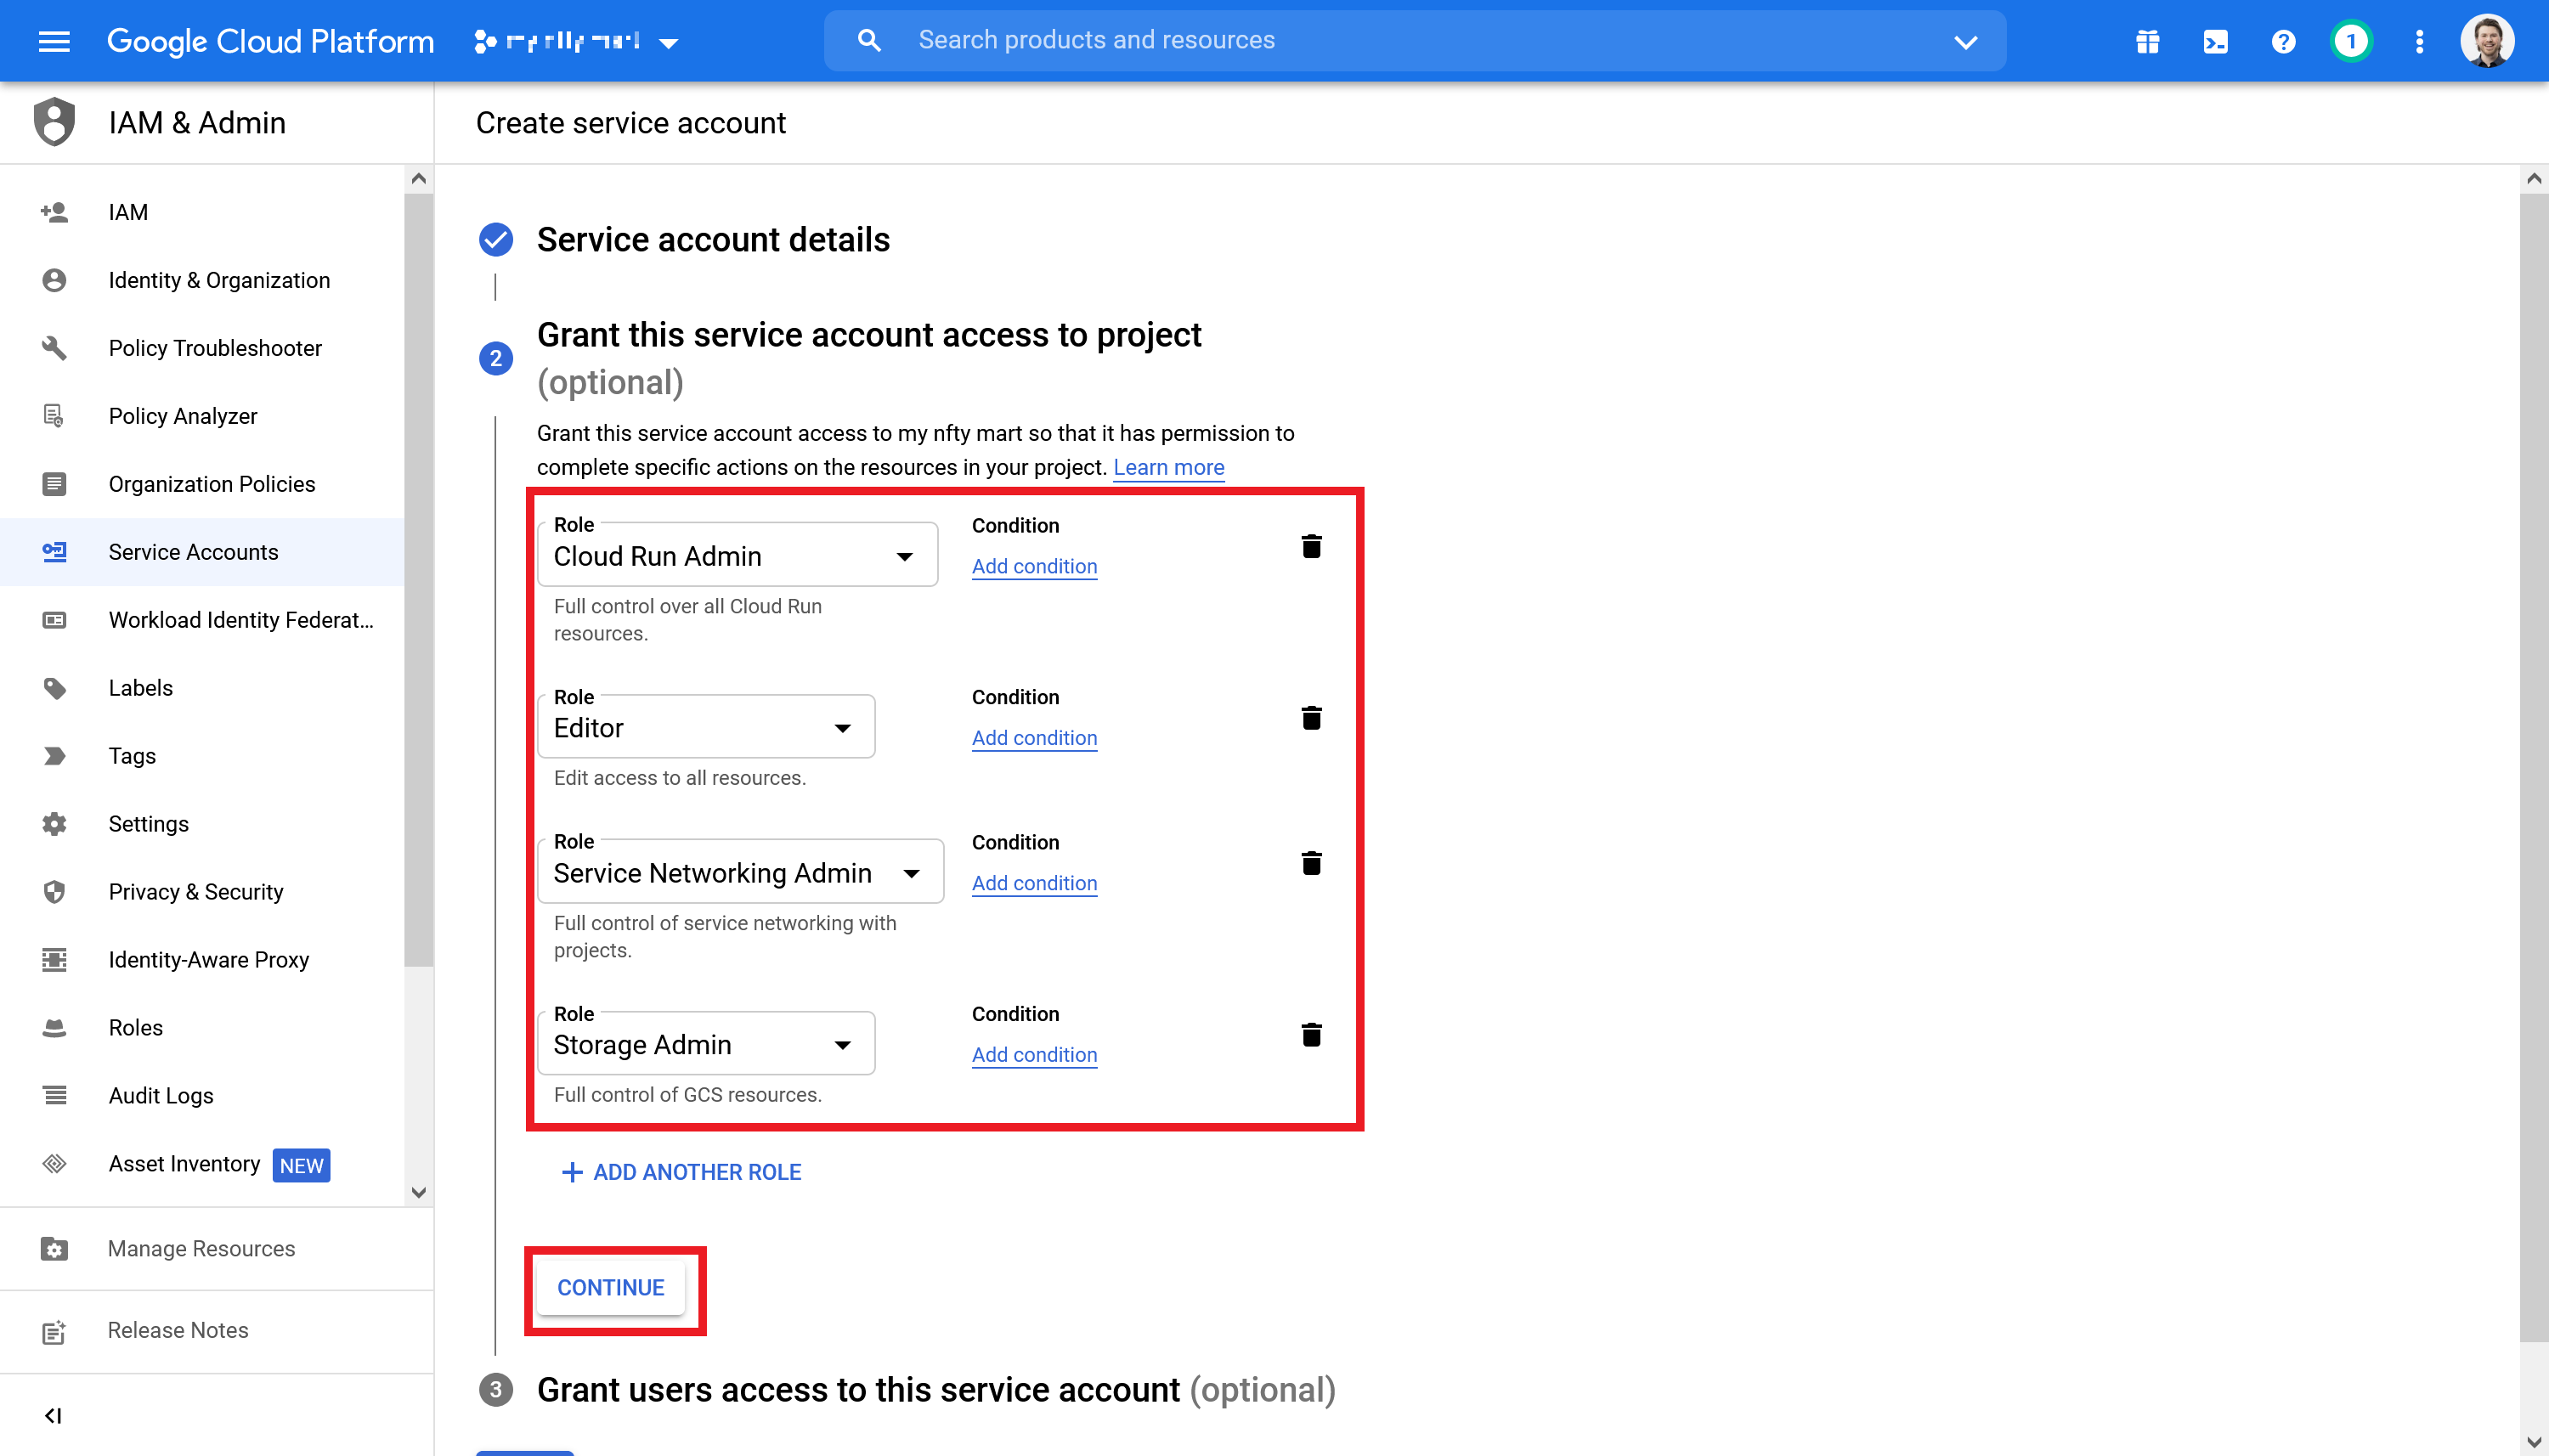 Google Cloud Platform
Search products and resources
1
IAM & Admin
Create service account
IAM
Identity & Organization
Policy Troubleshooter
Policy Analyzer
Organization Policies
Service Accounts
Workload Identity Federat...
Labels
Tags
Settings
Privacy & Security
Identity-Aware Proxy
Roles
Audit Logs
Asset Inventory NEW
Manage Resources
Release Notes
Service account details
2
Grant this service account access to project
(optional)
Grant this service account access to my nfty mart so that it has permission to
complete specific actions on the resources in your project. Learn more
Role
Cloud Run Admin
Condition
Add condition
Full control over all Cloud Run
resources.
Role
Editor
Condition
Add condition
Edit access to all resources.
Role
Service Networking Admin
Condition
Add condition
Full control of service networking with
projects.
Role
Storage Admin
Condition
Add condition
Full control of GCS resources.
+ ADD ANOTHER ROLE
CONTINUE
3
Grant users access to this service account (optional)